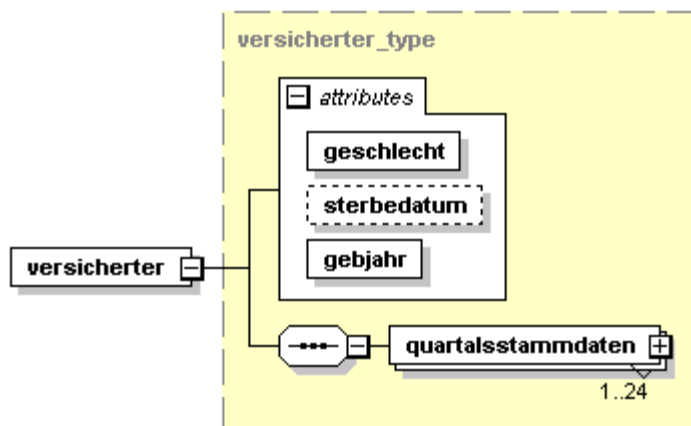 versicherter_type
attributes
geschlecht
sterbedatum
gebjahr
versicherter
quartalsstammdaten
1..24